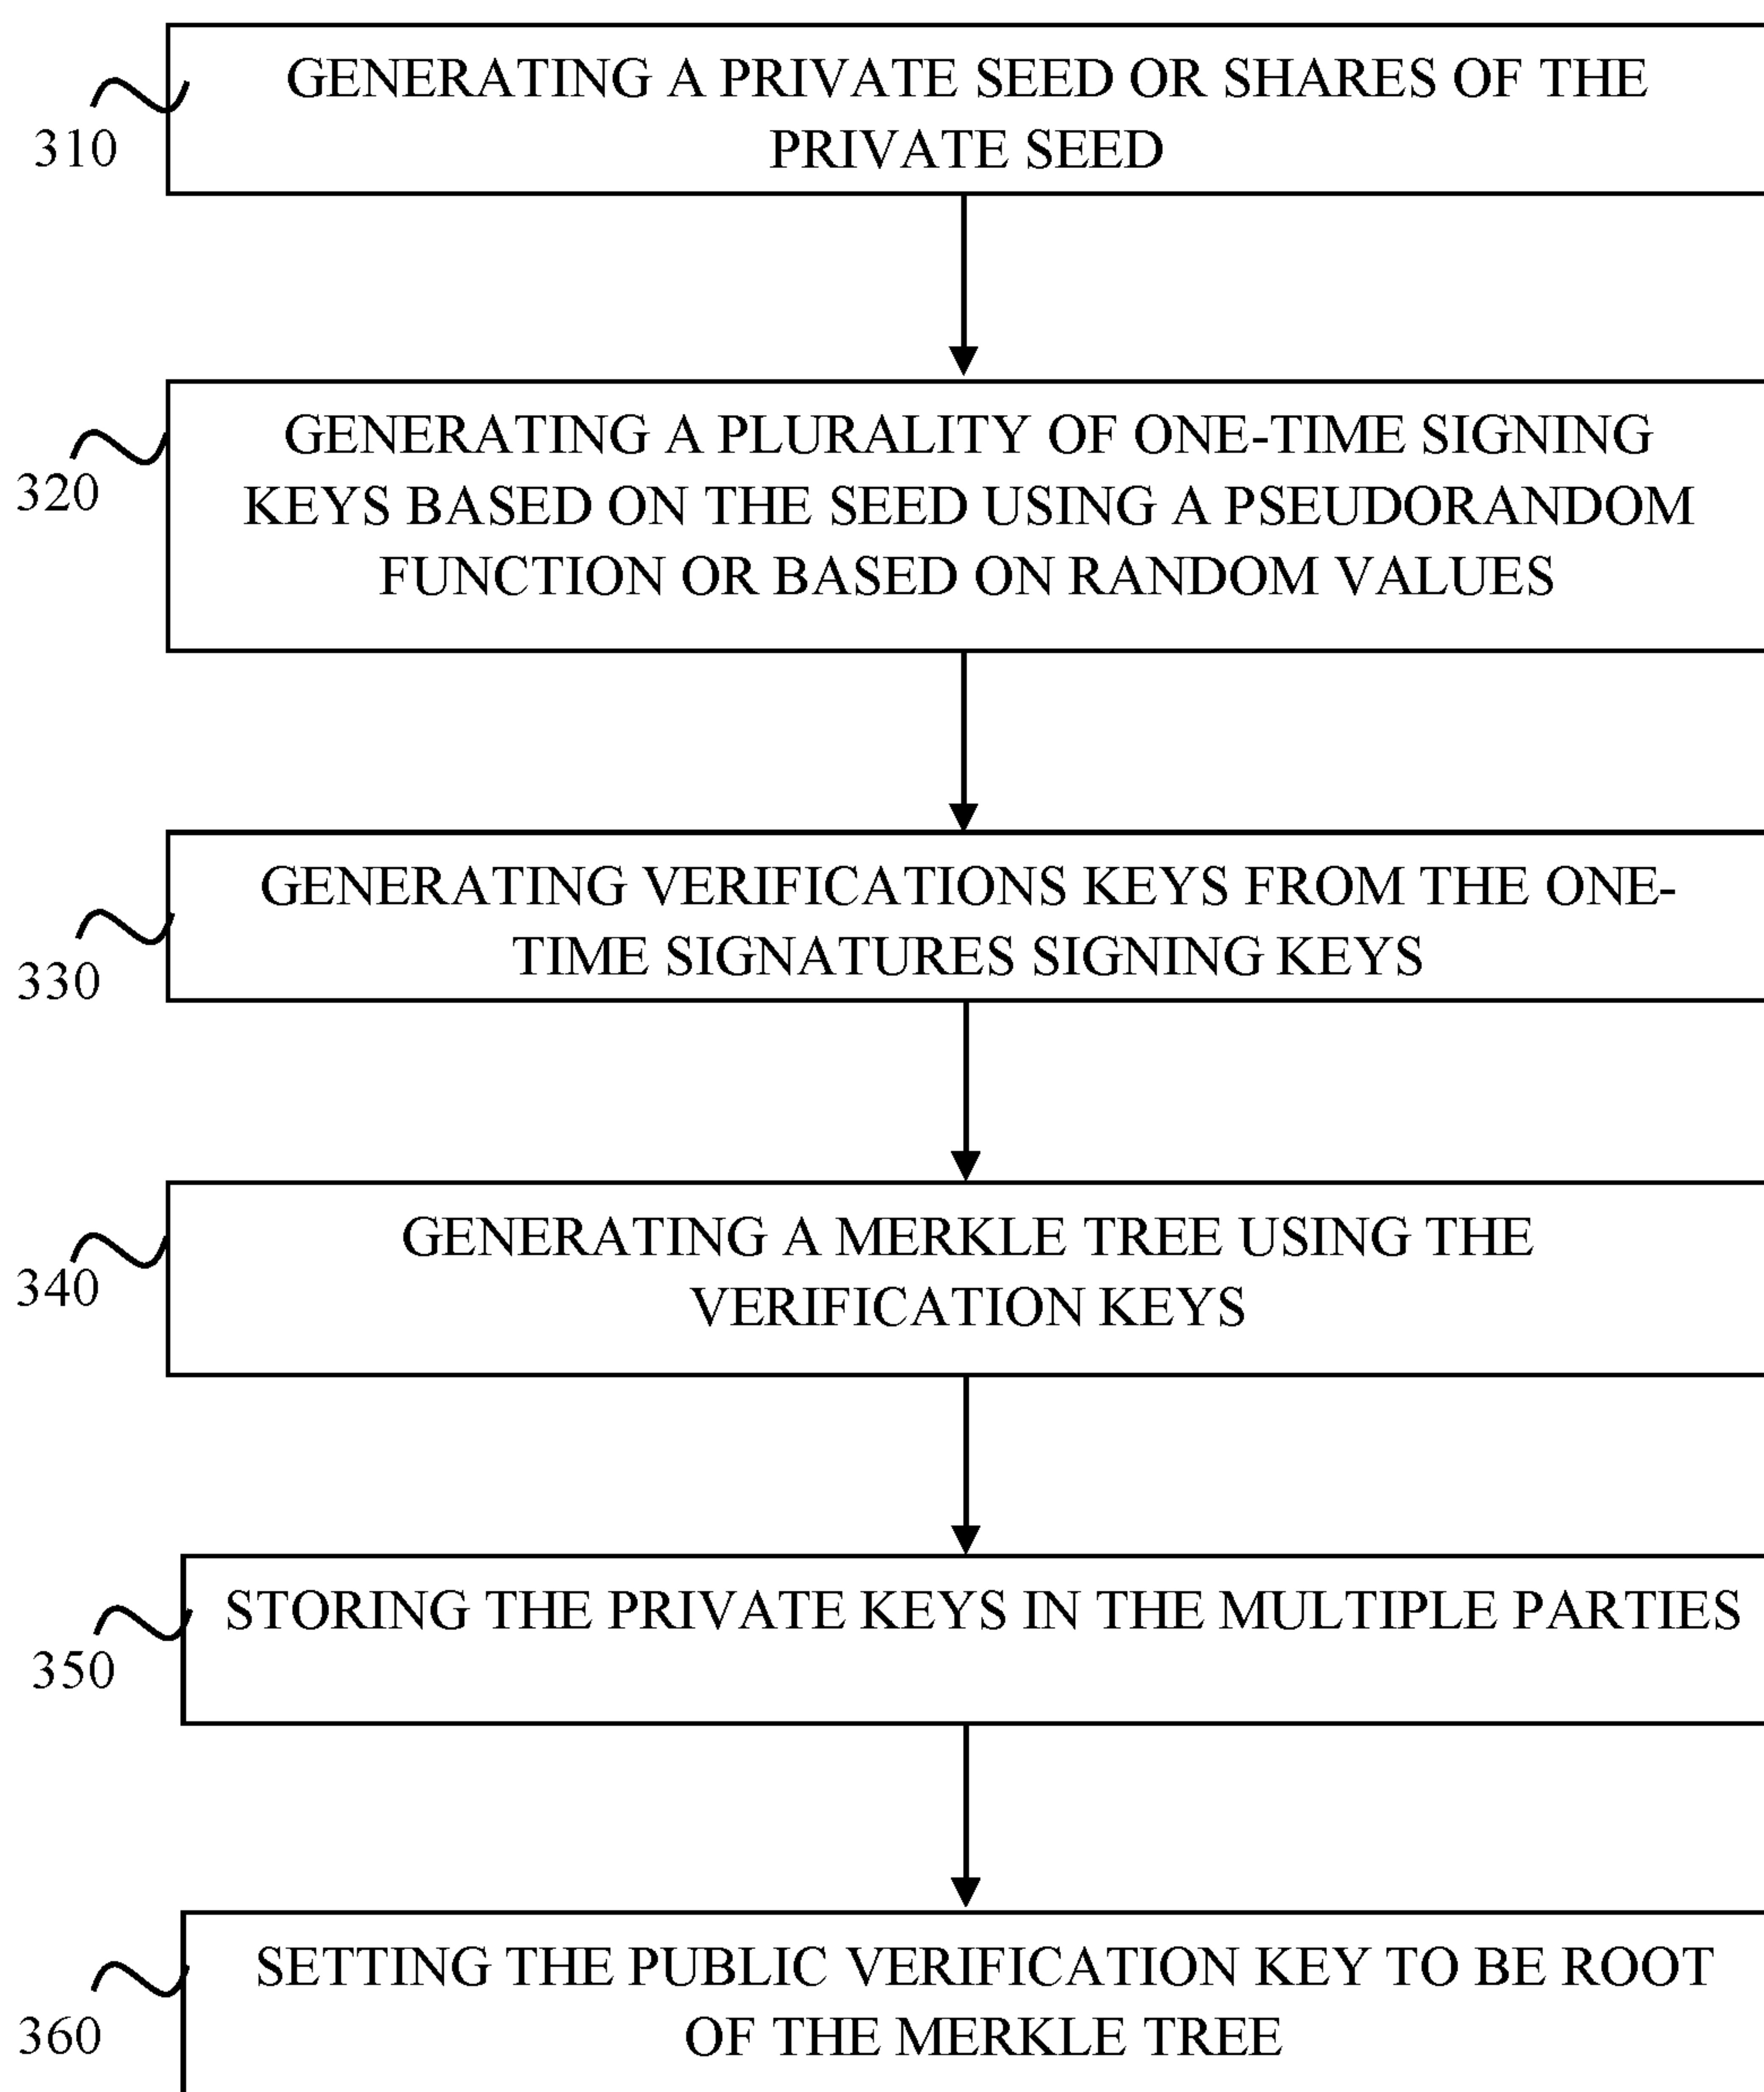 GENERATING A PRIVATE SEED OR SHARES OF THE
PRIVATE SEED
310
GENERATING A PLURALITY OF ONE-TIME SIGNING
KEYS BASED ON THE SEED USING A PSEUDORANDOM
FUNCTION OR BASED ON RANDOM VALUES
320
GENERATING VERIFICATIONS KEYS FROM THE ONE-
TIME SIGNATURES SIGNING KEYS
330
GENERATING A MERKLE TREE USING THE
VERIFICATION KEYS
340
STORING THE PRIVATE KEYS IN THE MULTIPLE PARTIES
350
SETTING THE PUBLIC VERIFICATION KEY TO BE ROOT
OF THE MERKLE TREE
360